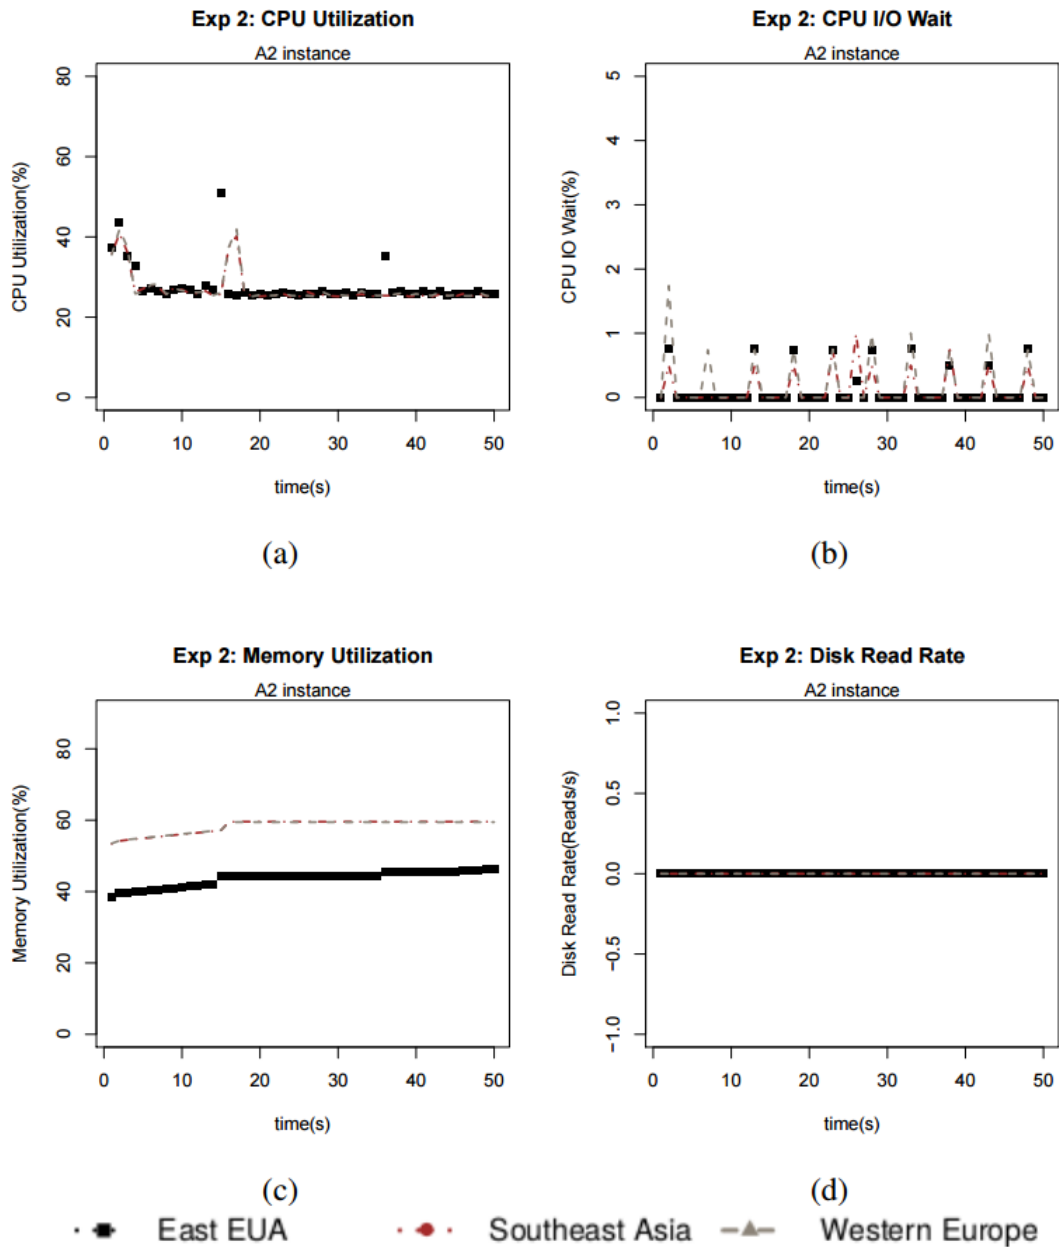 Exp 2: CPU Utilization
A2 instance
CPU Utilization(%)
0
20
40
60
80
0 10 20 30 40 50
time(s)
(a)
Exp 2: CPU I/O Wait
A2 instance
CPU IO Wait(%)
0
1
2
3
4
5
0 10 20 30 40 50
time(s)
(b)
Exp 2: Memory Utilization
A2 instance
Memory Utilization(%)
0
20
40
60
80
0 10 20 30 40 50
time(s)
(c)
Exp 2: Disk Read Rate
A2 instance
Disk Read Rate(Reads/s)
−1.0
−0.5
0.0
0.5
1.0
0 10 20 30 40 50
time(s)
(d)
East EUA Southeast Asia Western Europe